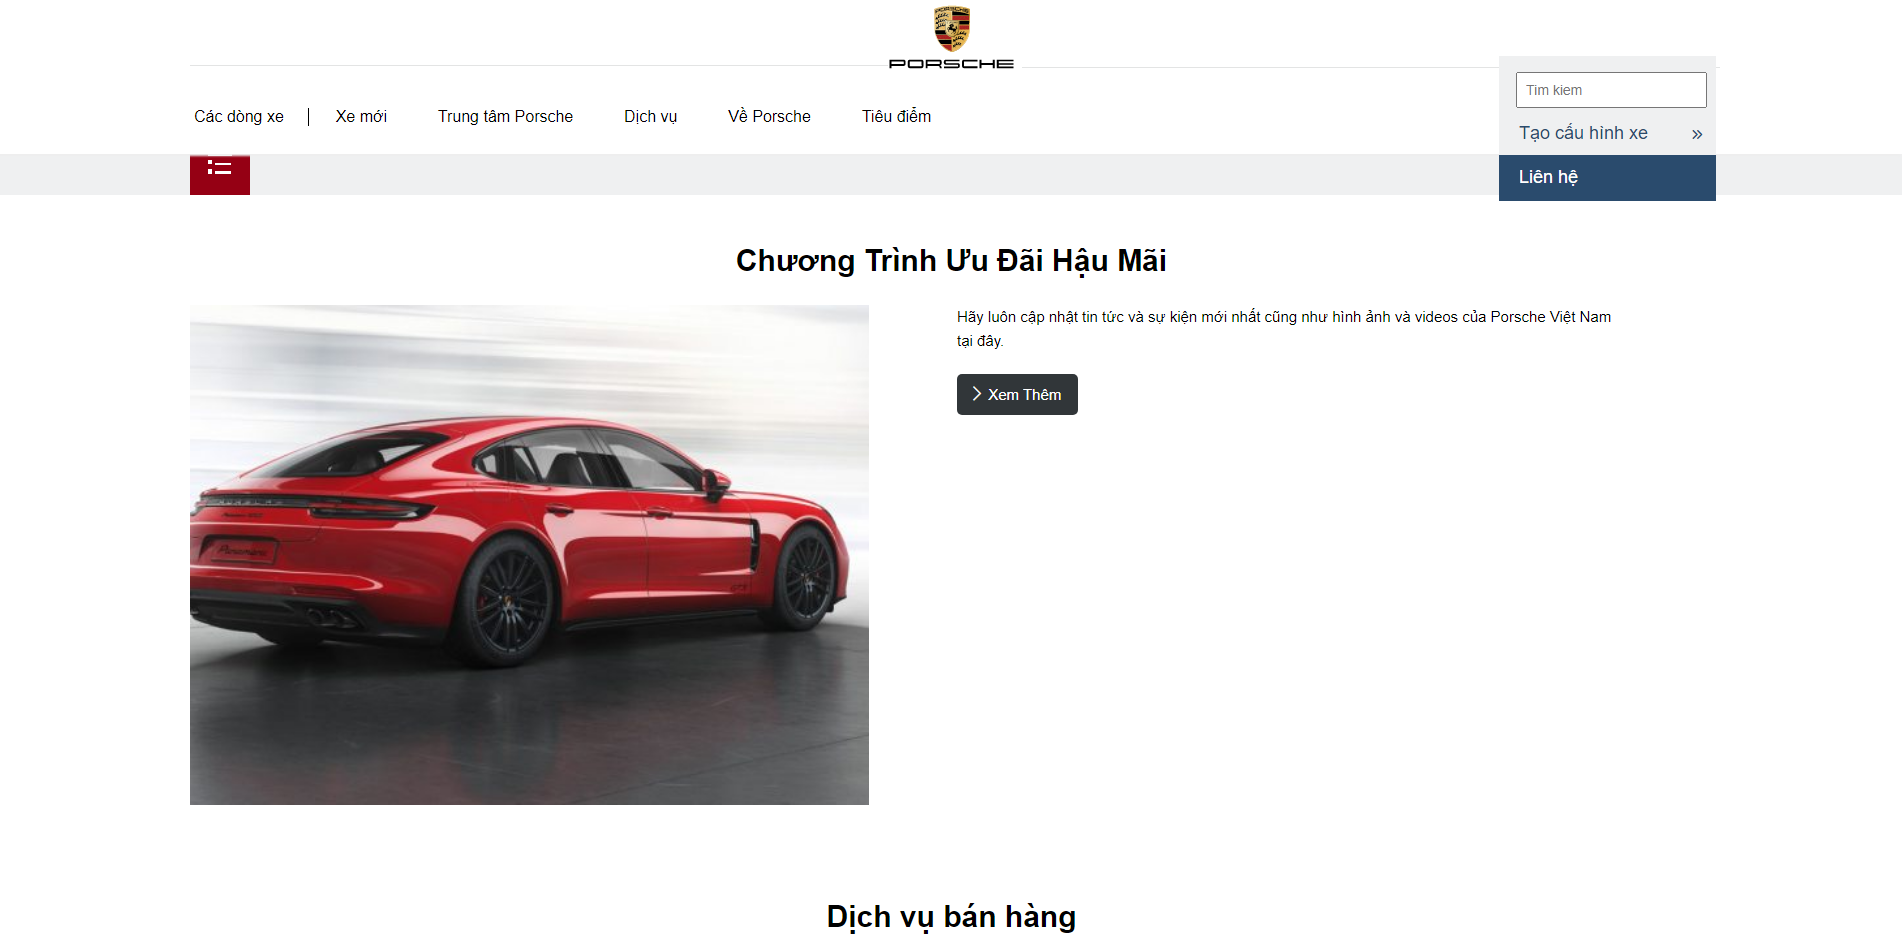 PORSCHE
Tim kiem
Các dòng xe
Xe mới
Trung tâm Porsche
Dịch vụ
Về Porsche
Tiêu điểm
Tạo cấu hình xe »
Liên hệ
Chương Trình Ưu Đãi Hậu Mãi
Hãy luôn cập nhật tin tức và sự kiện mới nhất cũng như hình ảnh và videos của Porsche Việt Nam
tại đây.
Xem Thêm
Panamera
Dịch vụ bán hàng